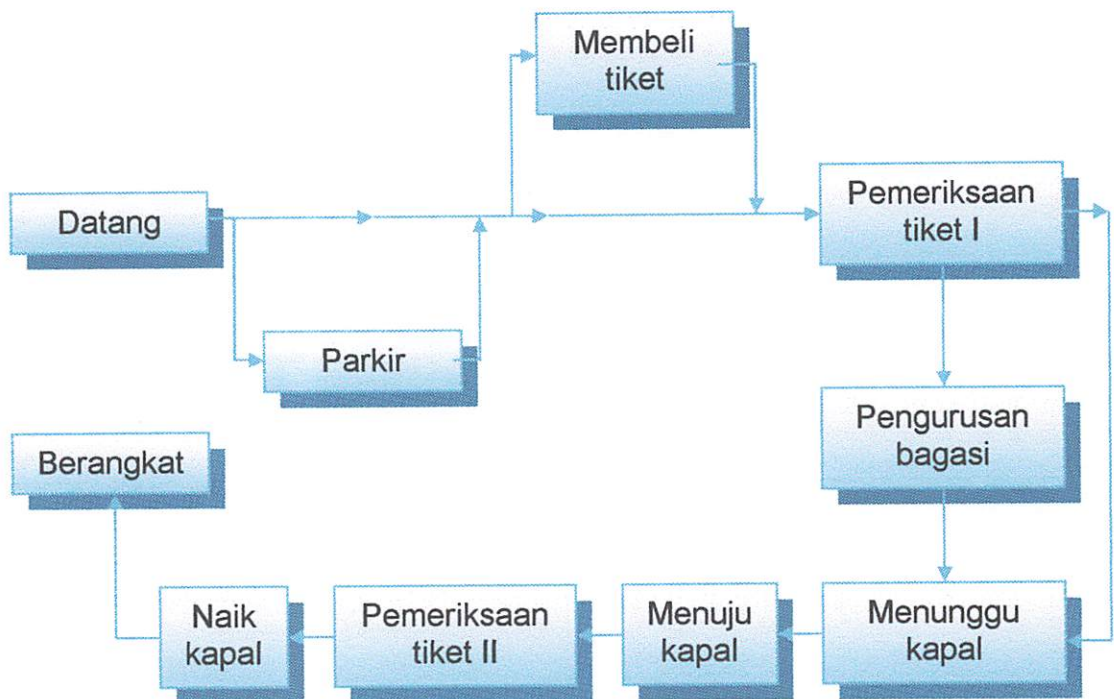 Membeli
tiket
Datang
Pemeriksaan
tiket I
Parkir
Pengurusan
bagasi
Berangkat
Naik
kapal
Pemeriksaan
tiket II
Menuju
kapal
Menunggu
kapal